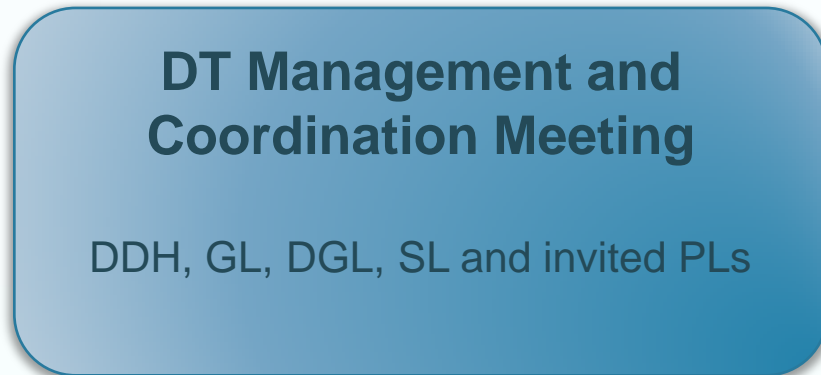 DT Management and
Coordination Meeting
DDH, GL, DGL, SL and invited PLs